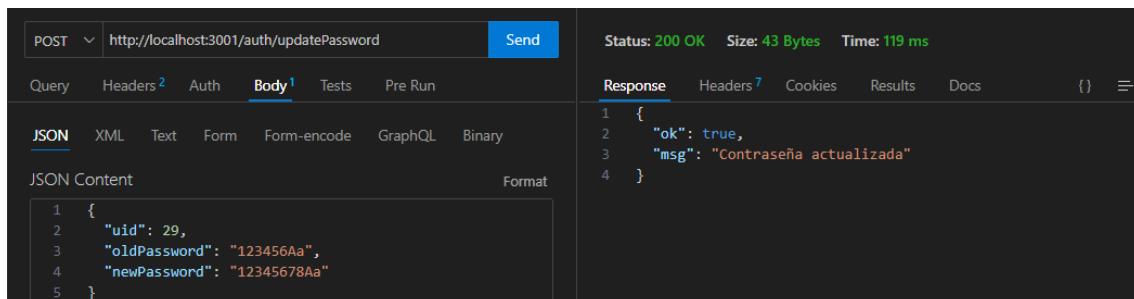 POST http://localhost:3001/auth/updatePassword Send
Query Headers 2 Auth Body 1 Tests Pre Run
JSON XML Text Form Form-encode GraphQL Binary
JSON Content Format
1 {
2 "uid": 29,
3 "oldPassword": "123456Aa",
4 "newPassword": "12345678Aa"
5 }
Status: 200 OK Size: 43 Bytes Time: 119 ms
Response Headers 7 Cookies Results Docs {}
1 {
2 "ok": true,
3 "msg": "Contraseña actualizada"
4 }